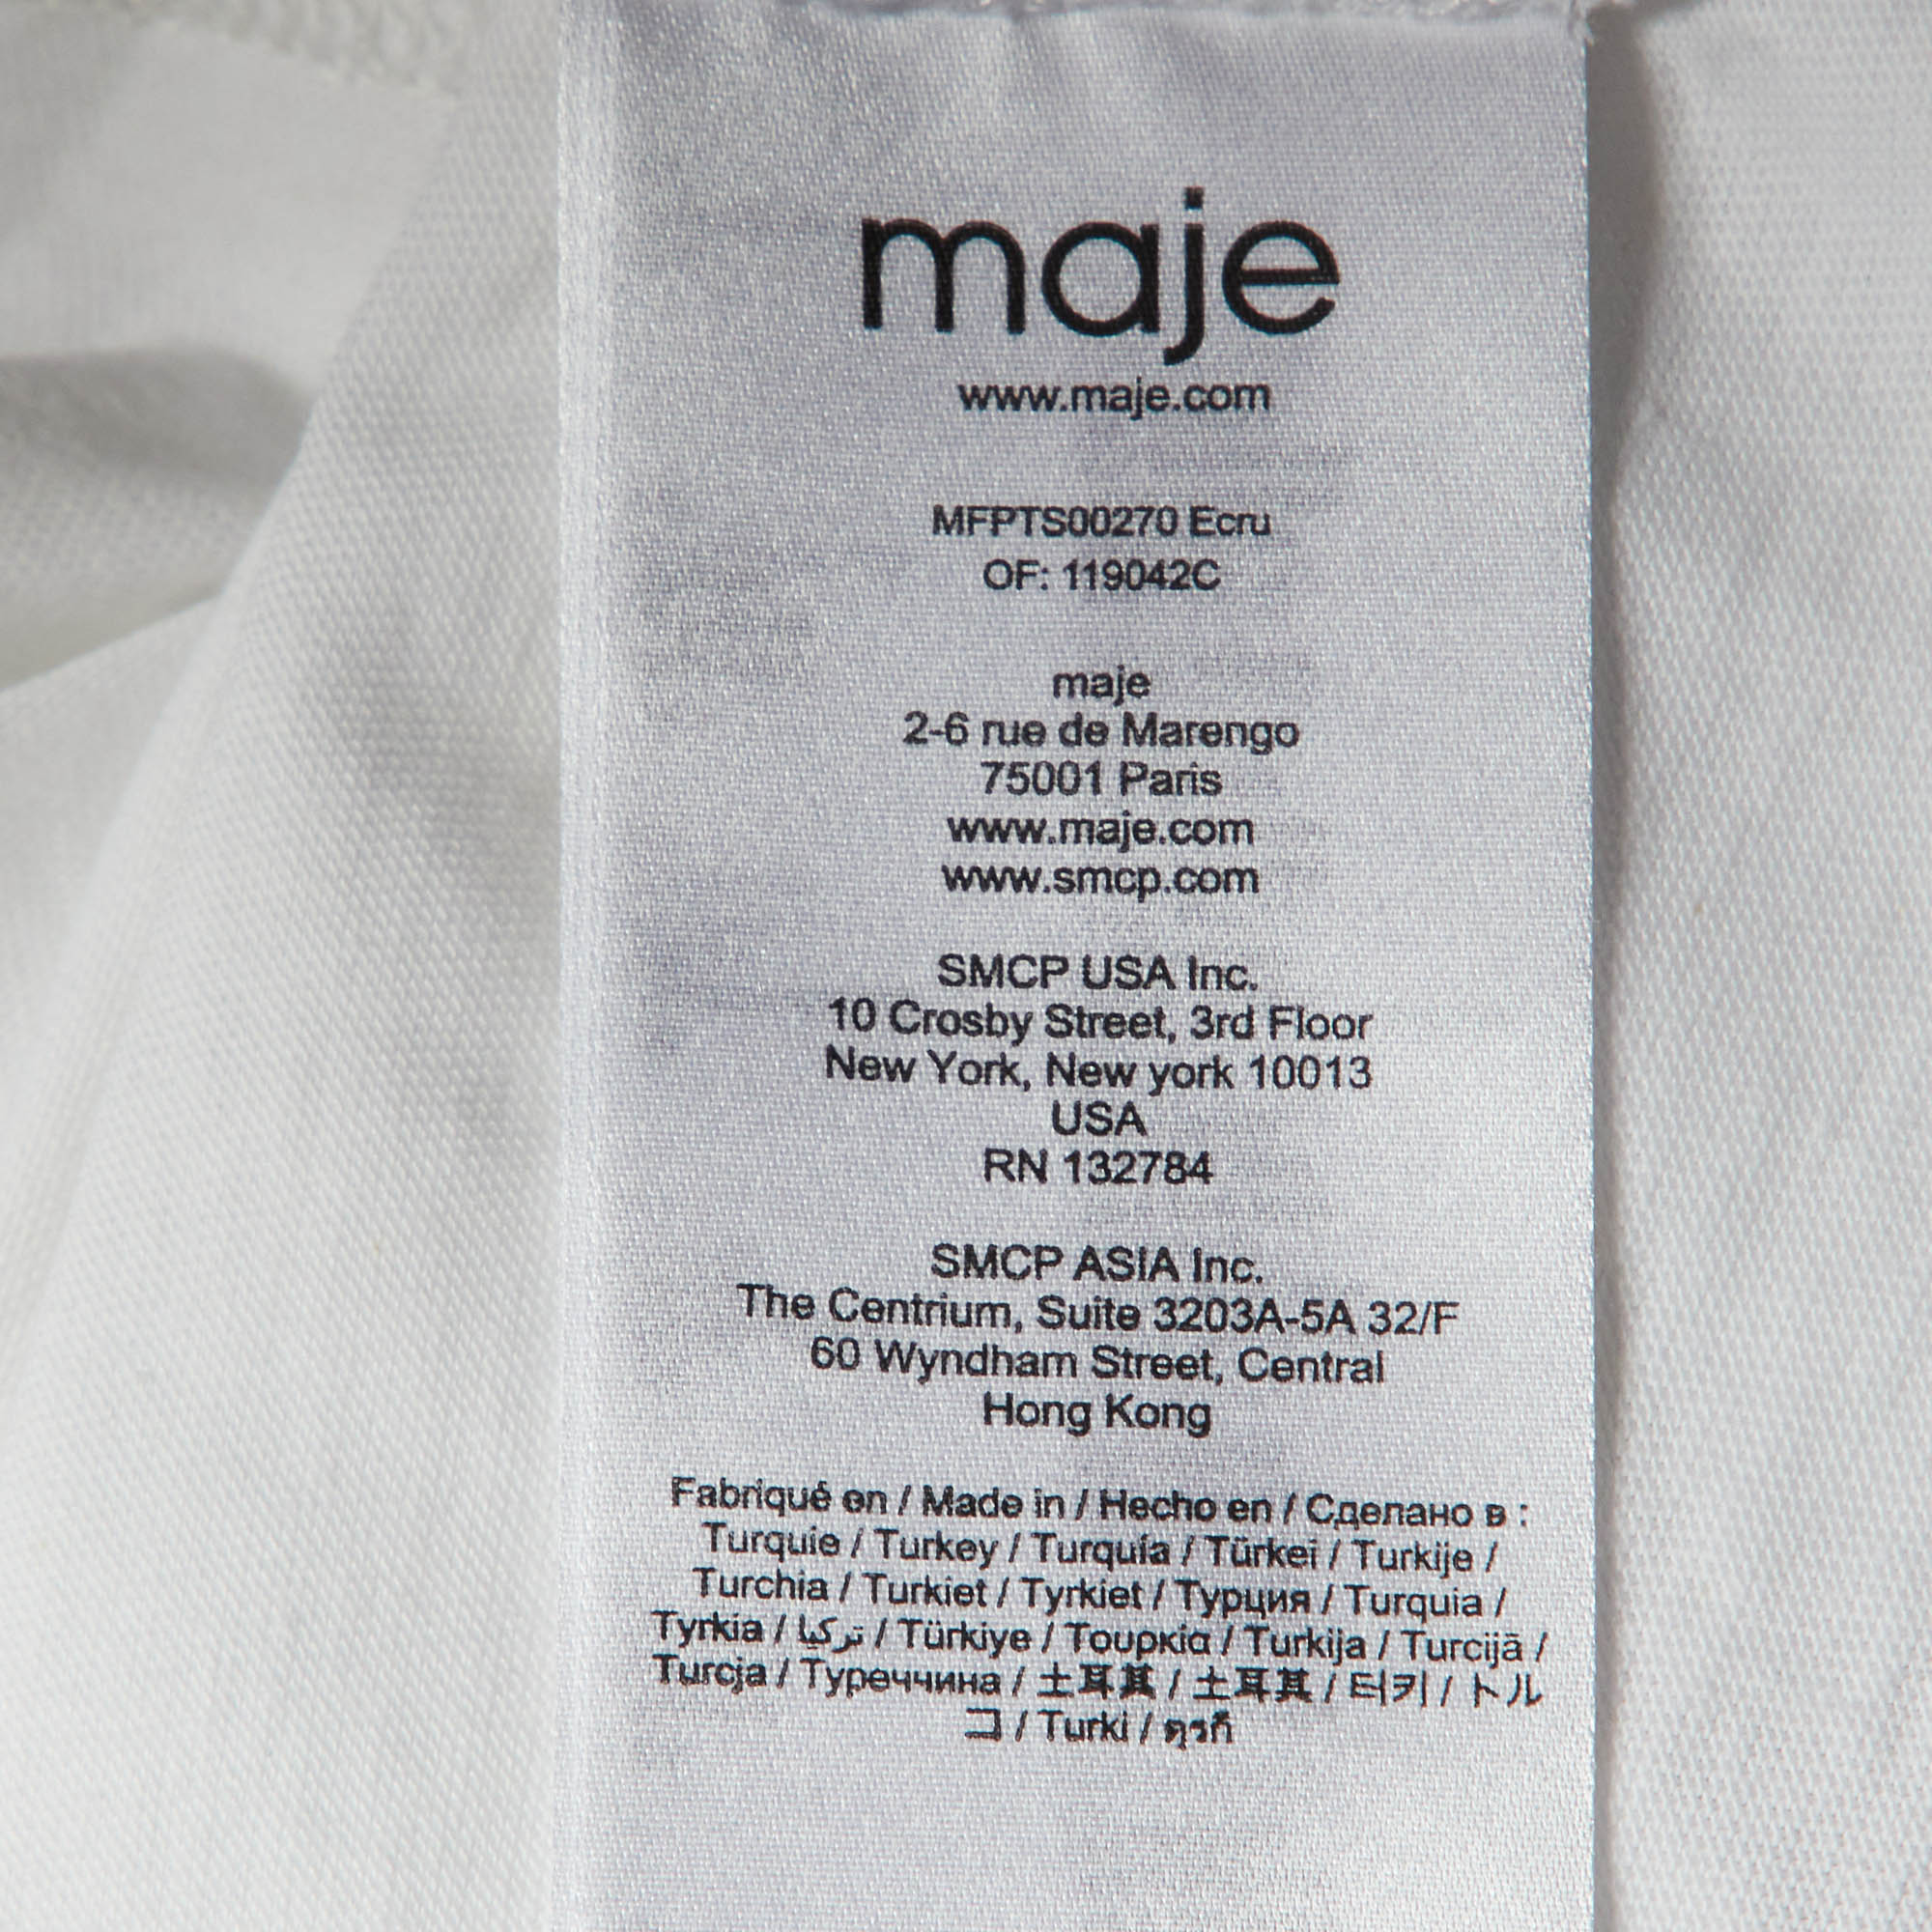 maje
www.maje.com
MFPTS00270 Ecru
OF: 119042C
maje
2-6 rue de Marengo
75001 Paris
www.maje.com
www.smcp.com
SMCP USA Inc.
10 Crosby Street, 3rd Floor
New York, New york 10013
USA
RN 132784
SMCP ASIA Inc.
The Centrium, Suite 3203A-5A 32/F
60 Wyndham Street, Central
Hong Kong
Fabriqué en / Made in / Hecho en / Сделано в :
Turquie / Turkey / Turquía / Türkei / Turkije /
Turchia / Turkiet / Tyrkiet / Турция / Turquia /
Tyrkia / تركيا / Türkiye / Τουρκία / Turkija / Turcijā /
Turcja / Туреччина / 土耳其 / 土耳其 / 터키 / トル
コ / Turki / ตุรกี